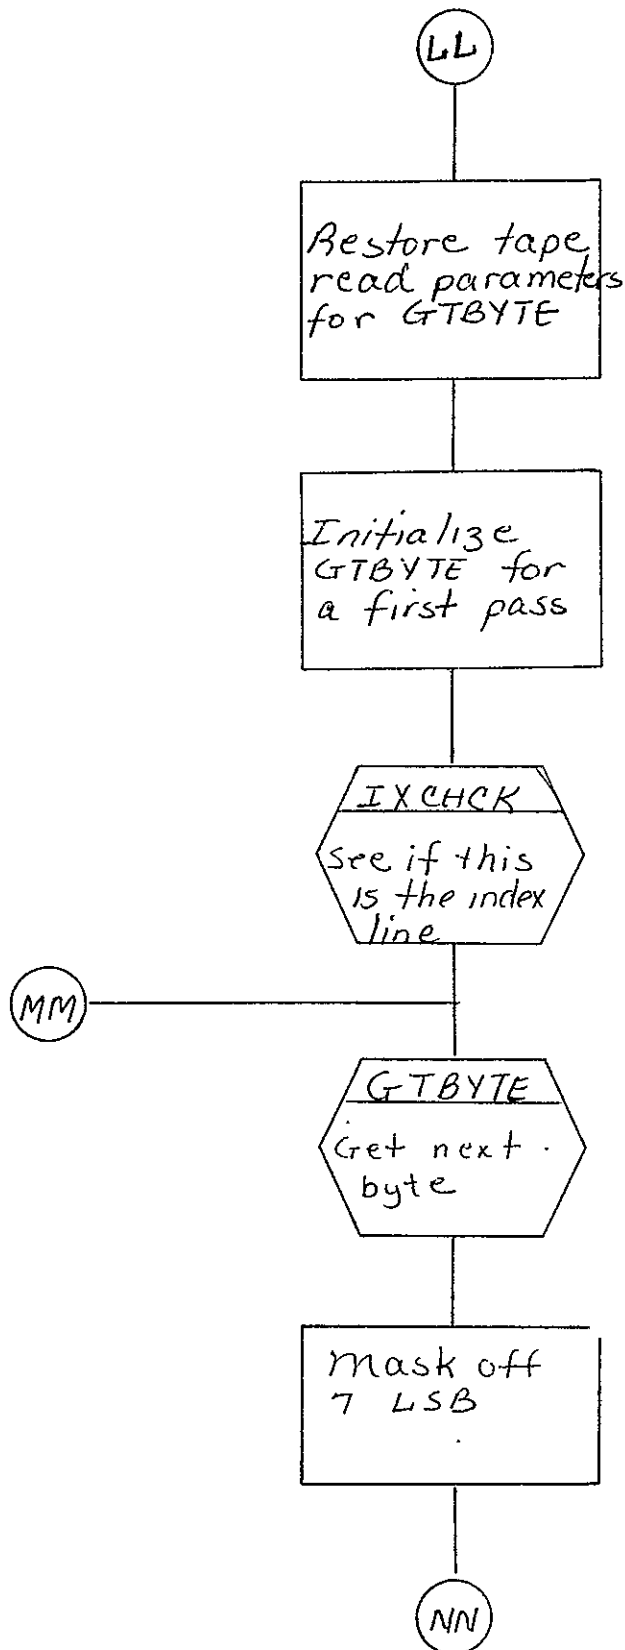 LL
Restore tape
read parameters
for GTBYTE
Initialize
GTBYTE for
a first pass
IXCHCK
See if this
is the index
line
MM
GTBYTE
Get next
byte
Mask off
7 LSB
NN